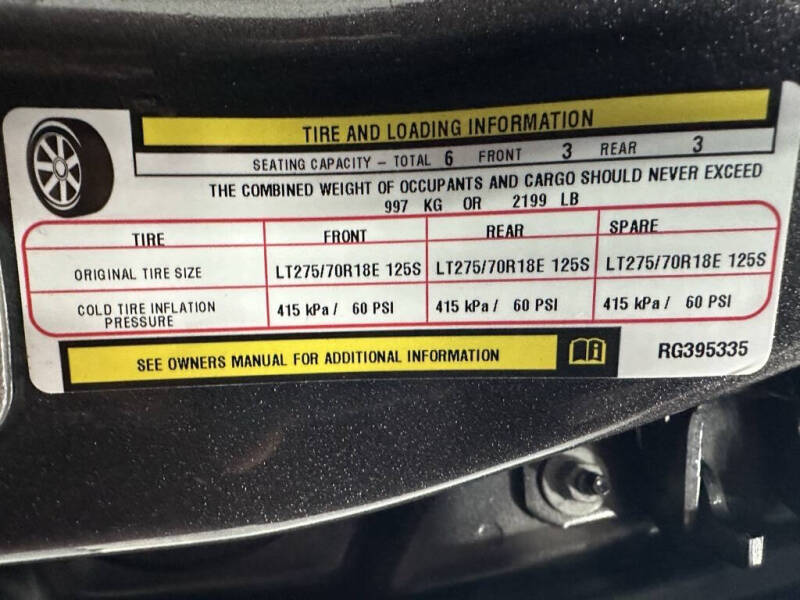 TIRE AND LOADING INFORMATION
SEATING CAPACITY – TOTAL 6 FRONT 3 REAR 3
THE COMBINED WEIGHT OF OCCUPANTS AND CARGO SHOULD NEVER EXCEED
997 KG OR 2199 LB
TIRE FRONT REAR SPARE
ORIGINAL TIRE SIZE LT275/70R18E 125S LT275/70R18E 125S LT275/70R18E 125S
COLD TIRE INFLATION
PRESSURE 415 kPa / 60 PSI 415 kPa / 60 PSI 415 kPa / 60 PSI
SEE OWNERS MANUAL FOR ADDITIONAL INFORMATION
RG395335